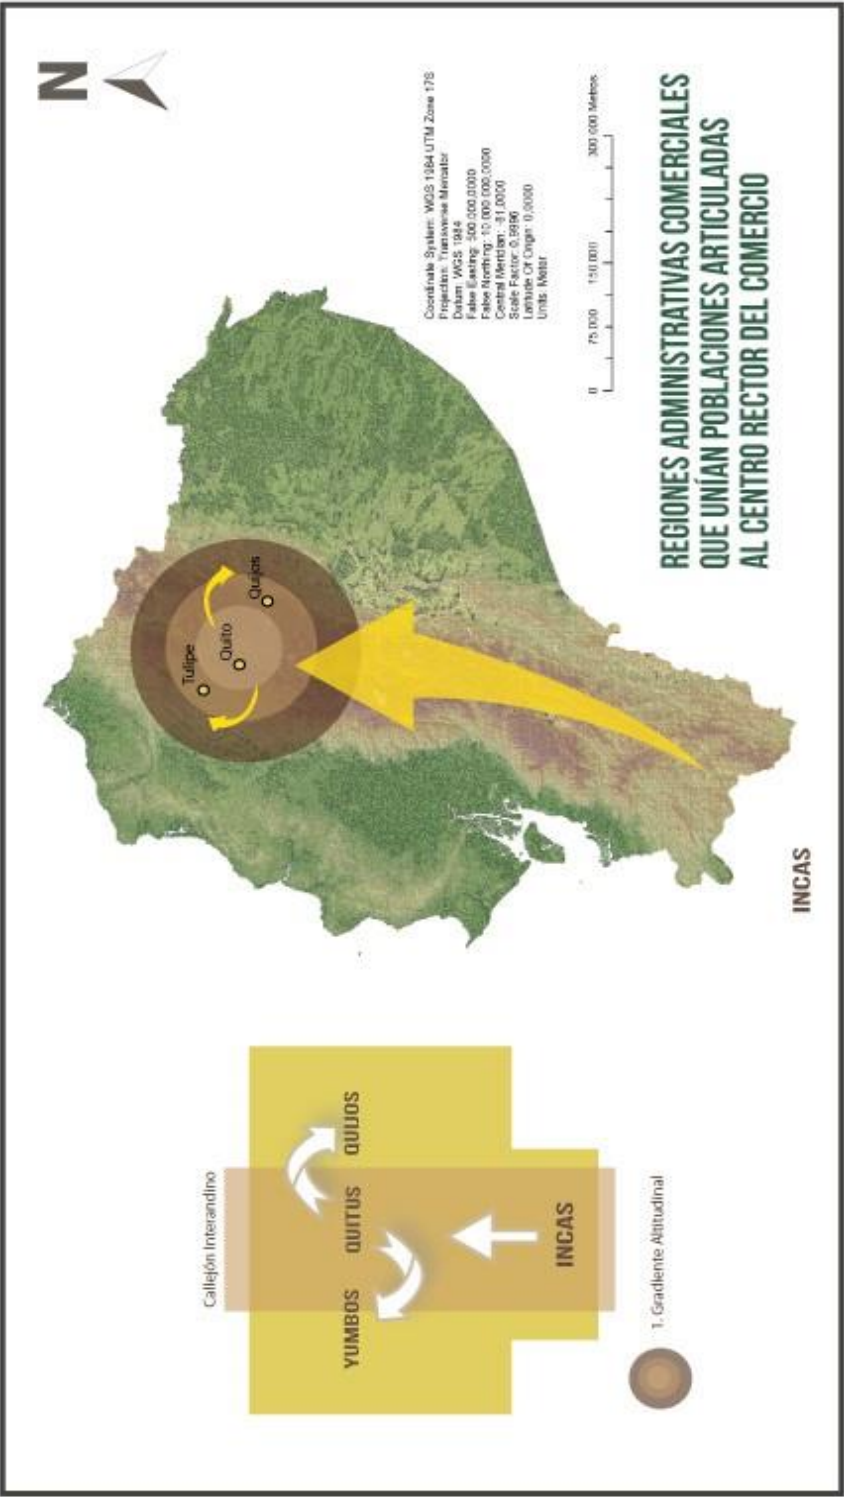 N
Coordinate System: WGS 1984 UTM Zone 17S
Projection: Transverse Mercator
Datum: WGS 1984
False Easting: 500.000,0000
False Northing: 10.000.000,0000
Central Meridian: -81,0000
Scale Factor: 0,9996
Latitude Of Origin: 0,0000
Units: Meter
0 75.000 150.000 300.000 Metros
REGIONES ADMINISTRATIVAS COMERCIALES
QUE UNÍAN POBLACIONES ARTICULADAS
AL CENTRO RECTOR DEL COMERCIO
Tulipe
Quito
Quijos
INCAS
Callejón Interandino
YUMBOS QUITUS QUIJOS
INCAS
1. Gradiente Altitudinal